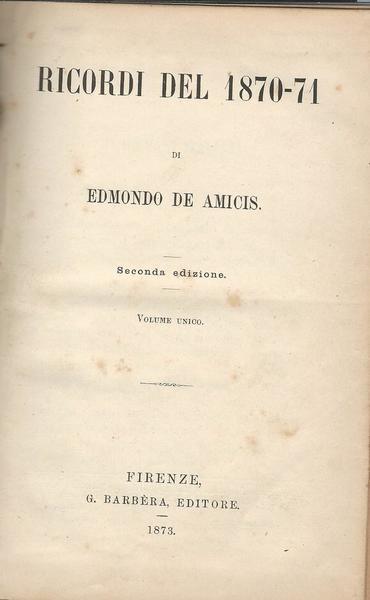 RICORDI DEL 1870-71
DI
EDMONDO DE AMICIS.
Seconda edizione.
VOLUME UNICO.
FIRENZE,
G. BARBÈRA, EDITORE.
1873.